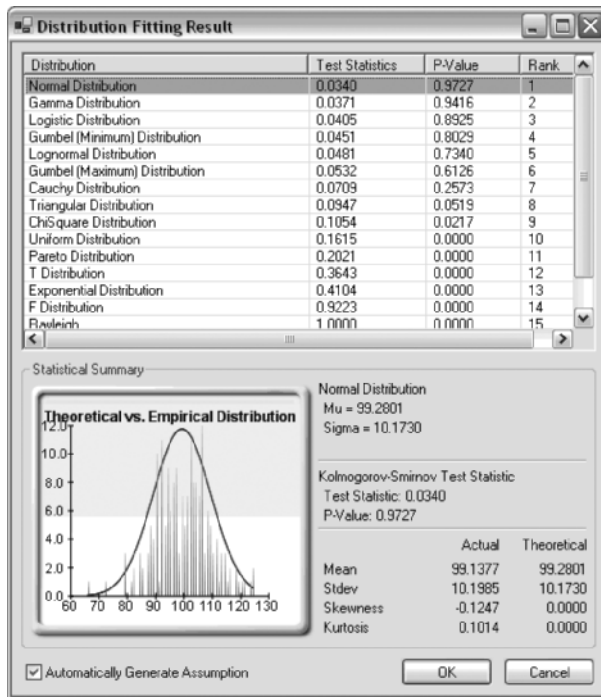 Distribution Fitting Result
Distribution Test Statistics P-Value Rank
Normal Distribution 0.0340 0.9727 1
Gamma Distribution 0.0371 0.9416 2
Logistic Distribution 0.0405 0.8925 3
Gumbel (Minimum) Distribution 0.0451 0.8029 4
Lognormal Distribution 0.0481 0.7340 5
Gumbel (Maximum) Distribution 0.0532 0.6126 6
Cauchy Distribution 0.0709 0.2573 7
Triangular Distribution 0.0947 0.0519 8
ChiSquare Distribution 0.1054 0.0217 9
Uniform Distribution 0.1615 0.0000 10
Pareto Distribution 0.2021 0.0000 11
T Distribution 0.3643 0.0000 12
Exponential Distribution 0.4104 0.0000 13
F Distribution 0.9223 0.0000 14
Rayleigh 1.0000 0.0000 15
Statistical Summary
Theoretical vs. Empirical Distribution
12.0
10.0
8.0
6.0
4.0
2.0
0.0
60 70 80 90 100 110 120 130
Normal Distribution
Mu = 99.2801
Sigma = 10.1730
Kolmogorov-Smirnov Test Statistic
Test Statistic: 0.0340
P-Value: 0.9727
Actual Theoretical
Mean 99.1377 99.2801
Stdev 10.1985 10.1730
Skewness -0.1247 0.0000
Kurtosis 0.1014 0.0000
Automatically Generate Assumption
OK
Cancel